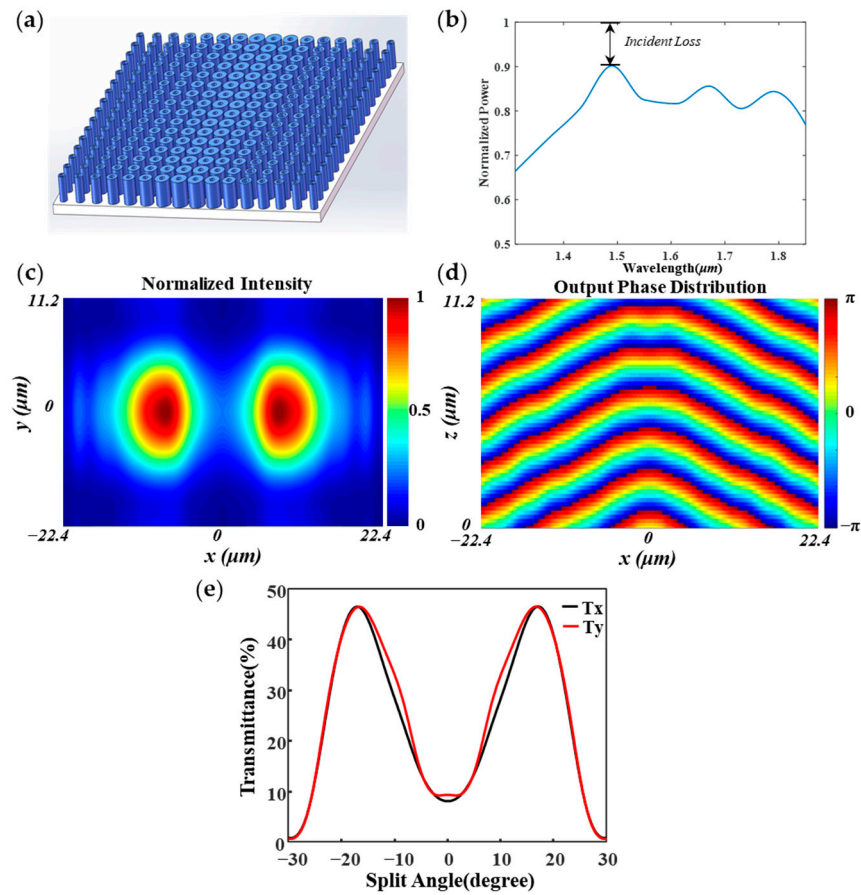 (a)
(b)
1
0.9
0.8
0.7
0.6
0.5
Normalized Power
Incident Loss
1.4 1.5 1.6 1.7 1.8
Wavelength(μm)
(c)
Normalized Intensity
11.2
0
y (μm)
−22.4 0 22.4
x (μm)
1
0.5
0
(d)
Output Phase Distribution
11.2
z (μm)
0
−22.4 0 22.4
x (μm)
π
0
−π
(e)
50
40
30
20
10
0
Transmittance(%)
Tx
Ty
−30 −20 −10 0 10 20 30
Split Angle(degree)